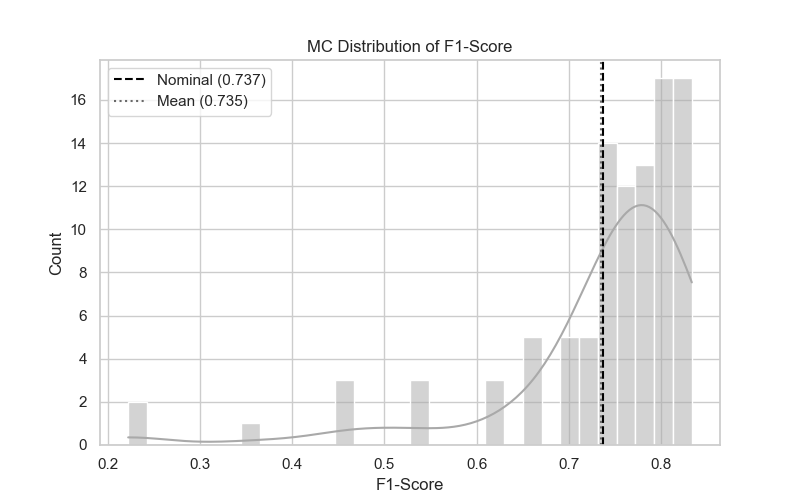 MC Distribution of F1-Score
Nominal (0.737)
Mean (0.735)
Count
16
14
12
10
8
6
4
2
0
0.2 0.3 0.4 0.5 0.6 0.7 0.8
F1-Score